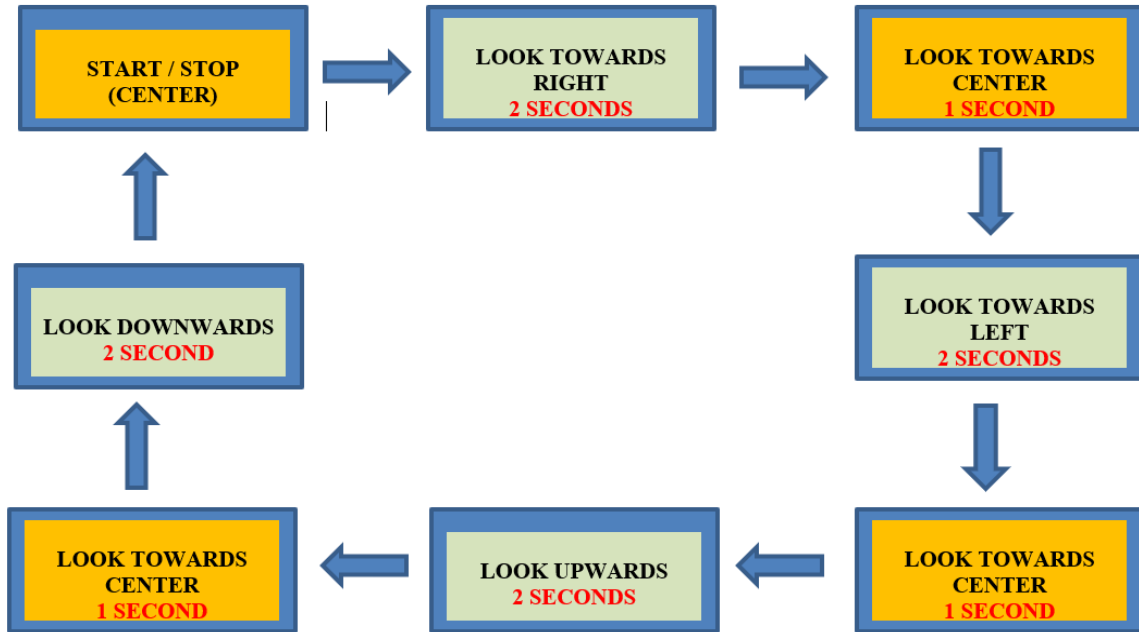 START / STOP
(CENTER)
LOOK TOWARDS
RIGHT
2 SECONDS
LOOK TOWARDS
CENTER
1 SECOND
LOOK TOWARDS
LEFT
2 SECONDS
LOOK TOWARDS
CENTER
1 SECOND
LOOK UPWARDS
2 SECONDS
LOOK TOWARDS
CENTER
1 SECOND
LOOK DOWNWARDS
2 SECOND